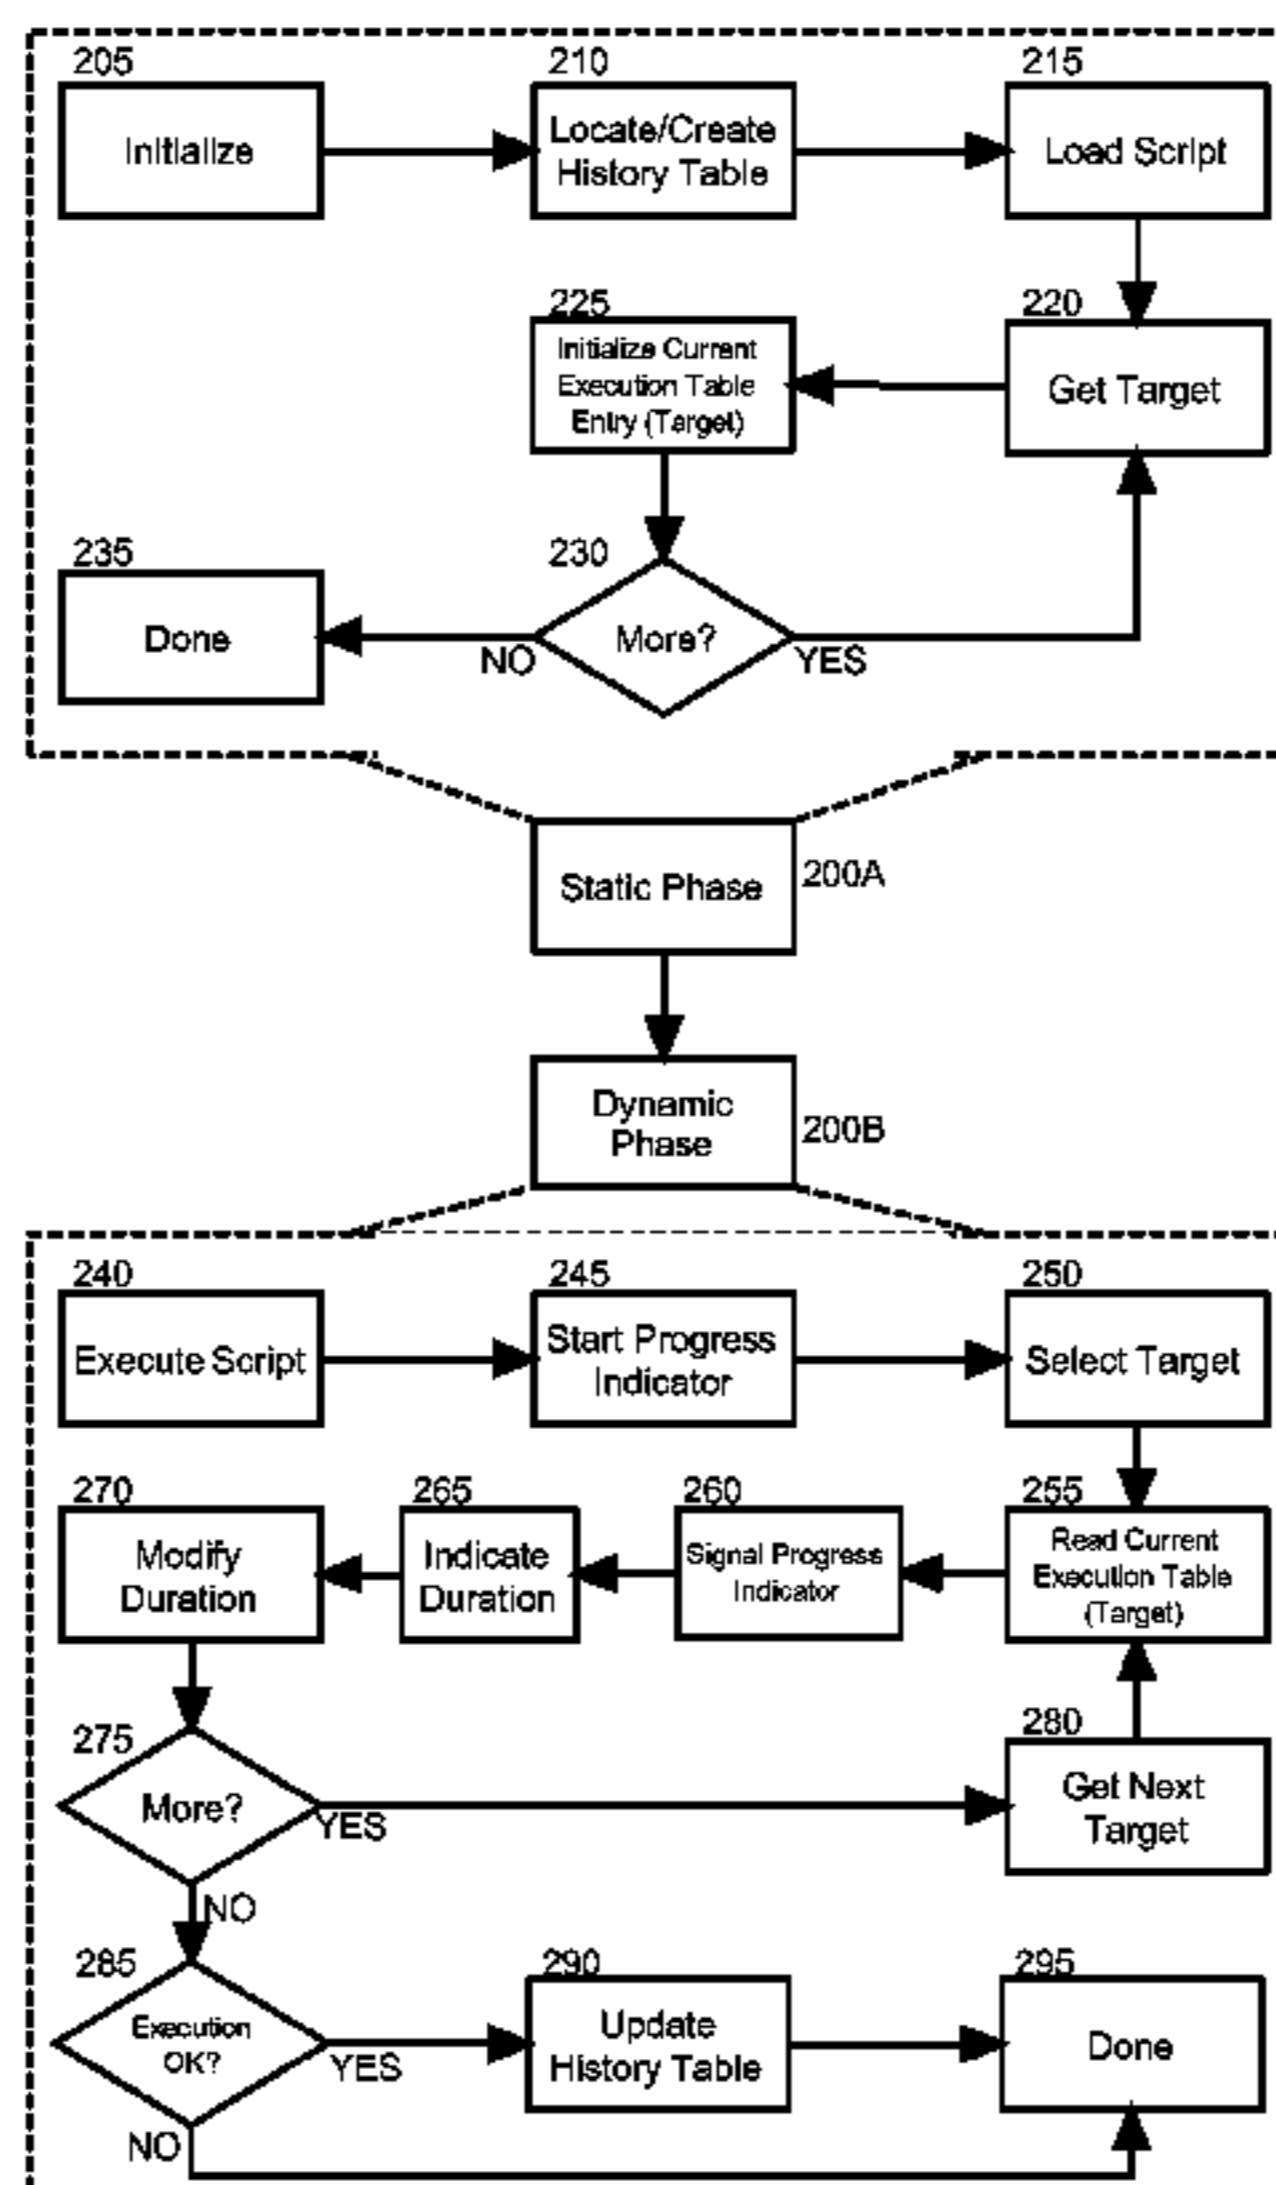 205
Initialize
210
Locate/Create
History Table
215
Load Script
220
Get Target
225
Initialize Current
Execution Table
Entry (Target)
230
More?
NO
YES
235
Done
Static Phase
200A
Dynamic
Phase
200B
240
Execute Script
245
Start Progress
Indicator
250
Select Target
255
Read Current
Execution Table
(Target)
260
Signal Progress
Indicator
265
Indicate
Duration
270
Modify
Duration
275
More?
YES
NO
280
Get Next
Target
285
Execution
OK?
YES
NO
290
Update
History Table
295
Done